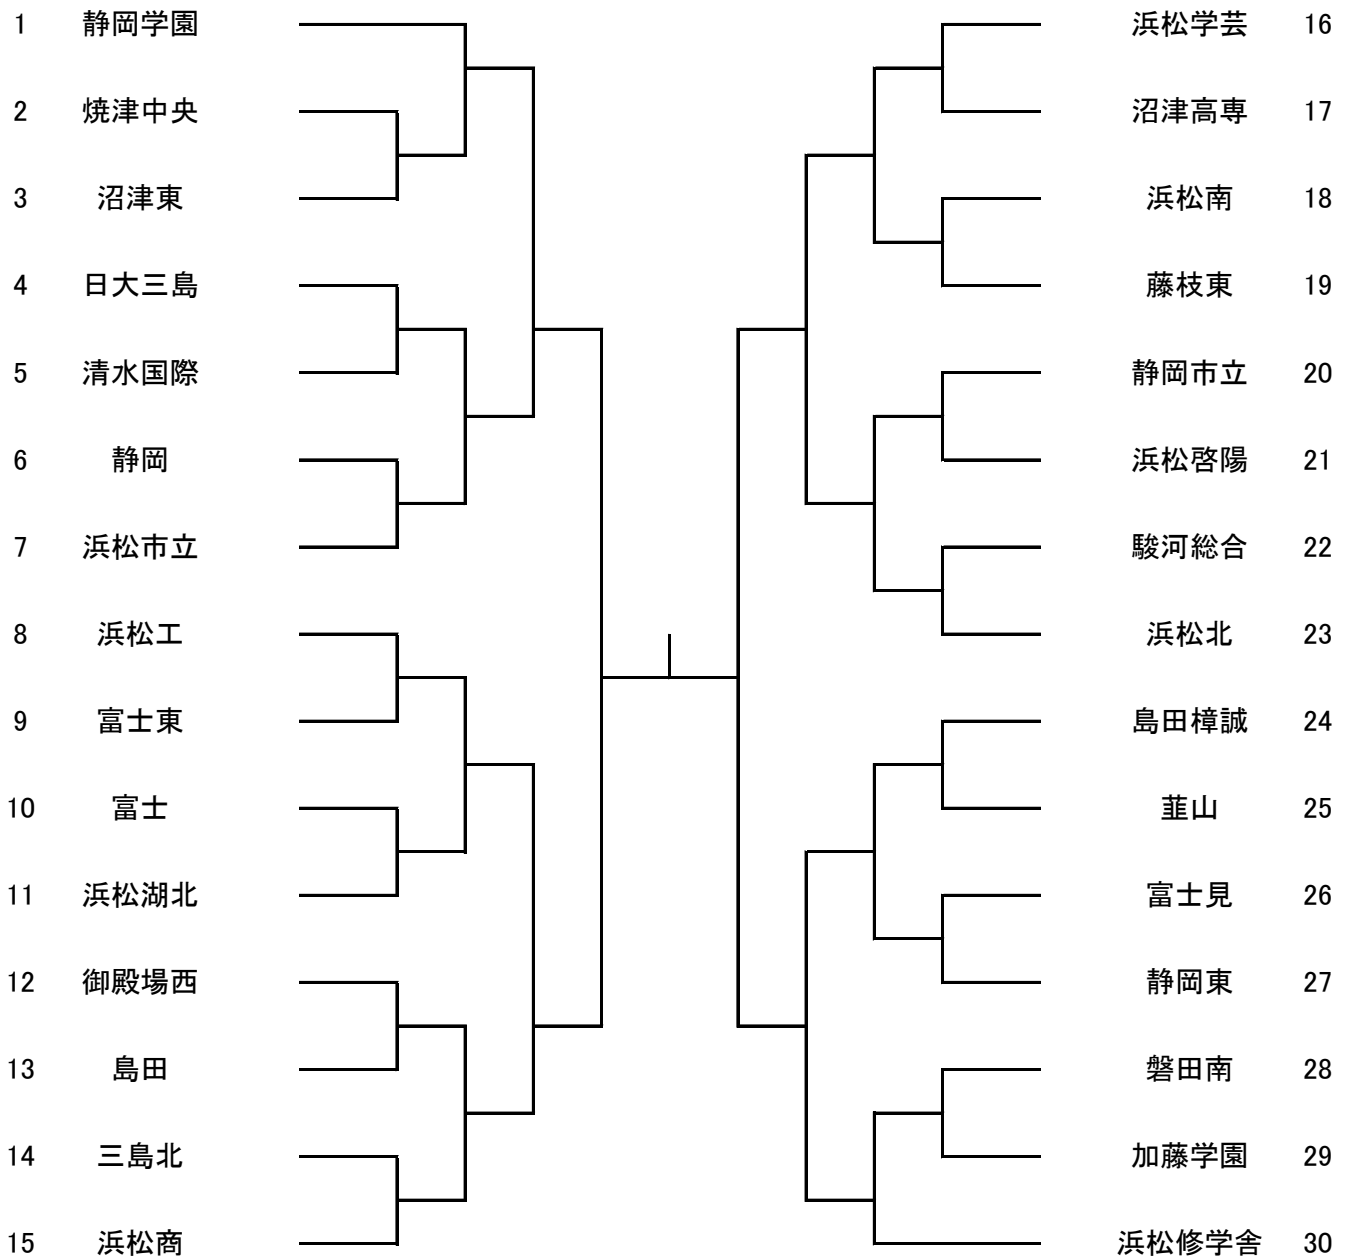 1 静岡学園
2 焼津中央
3 沼津東
4 日大三島
5 清水国際
6 静岡
7 浜松市立
8 浜松工
9 富士東
10 富士
11 浜松湖北
12 御殿場西
13 島田
14 三島北
15 浜松商
浜松学芸 16
沼津高専 17
浜松南 18
藤枝東 19
静岡市立 20
浜松啓陽 21
駿河総合 22
浜松北 23
島田樟誠 24
韮山 25
富士見 26
静岡東 27
磐田南 28
加藤学園 29
浜松修学舎 30